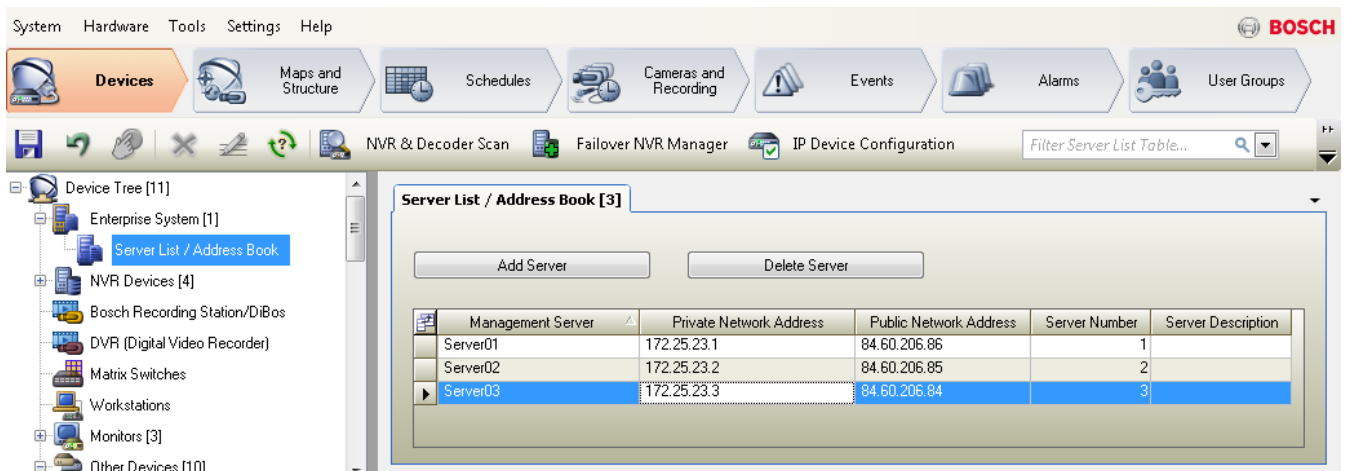 System Hardware Tools Settings Help
BOSCH
Devices
Maps and
Structure
Schedules
Cameras and
Recording
Events
Alarms
User Groups
NVR & Decoder Scan Failover NVR Manager IP Device Configuration Filter Server List Table...
Device Tree [11]
Enterprise System [1]
Server List / Address Book
NVR Devices [4]
Bosch Recording Station/DiBos
DVR (Digital Video Recorder)
Matrix Switches
Workstations
Monitors [3]
Other Devices [10]
Server List / Address Book [3]
Add Server Delete Server
Management Server Private Network Address Public Network Address Server Number Server Description
Server01 172.25.23.1 84.60.206.86 1
Server02 172.25.23.2 84.60.206.85 2
Server03 172.25.23.3 84.60.206.84 3